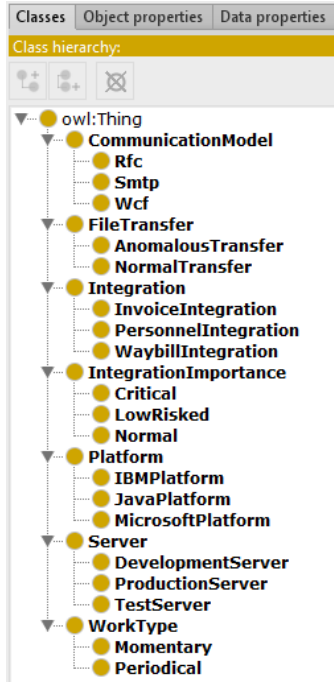 Classes Object properties Data properties
Class hierarchy:
owl:Thing
CommunicationModel
Rfc
Smtp
Wcf
FileTransfer
AnomalousTransfer
NormalTransfer
Integration
InvoiceIntegration
PersonnelIntegration
WaybillIntegration
IntegrationImportance
Critical
LowRisked
Normal
Platform
IBMPlatform
JavaPlatform
MicrosoftPlatform
Server
DevelopmentServer
ProductionServer
TestServer
WorkType
Momentary
Periodical